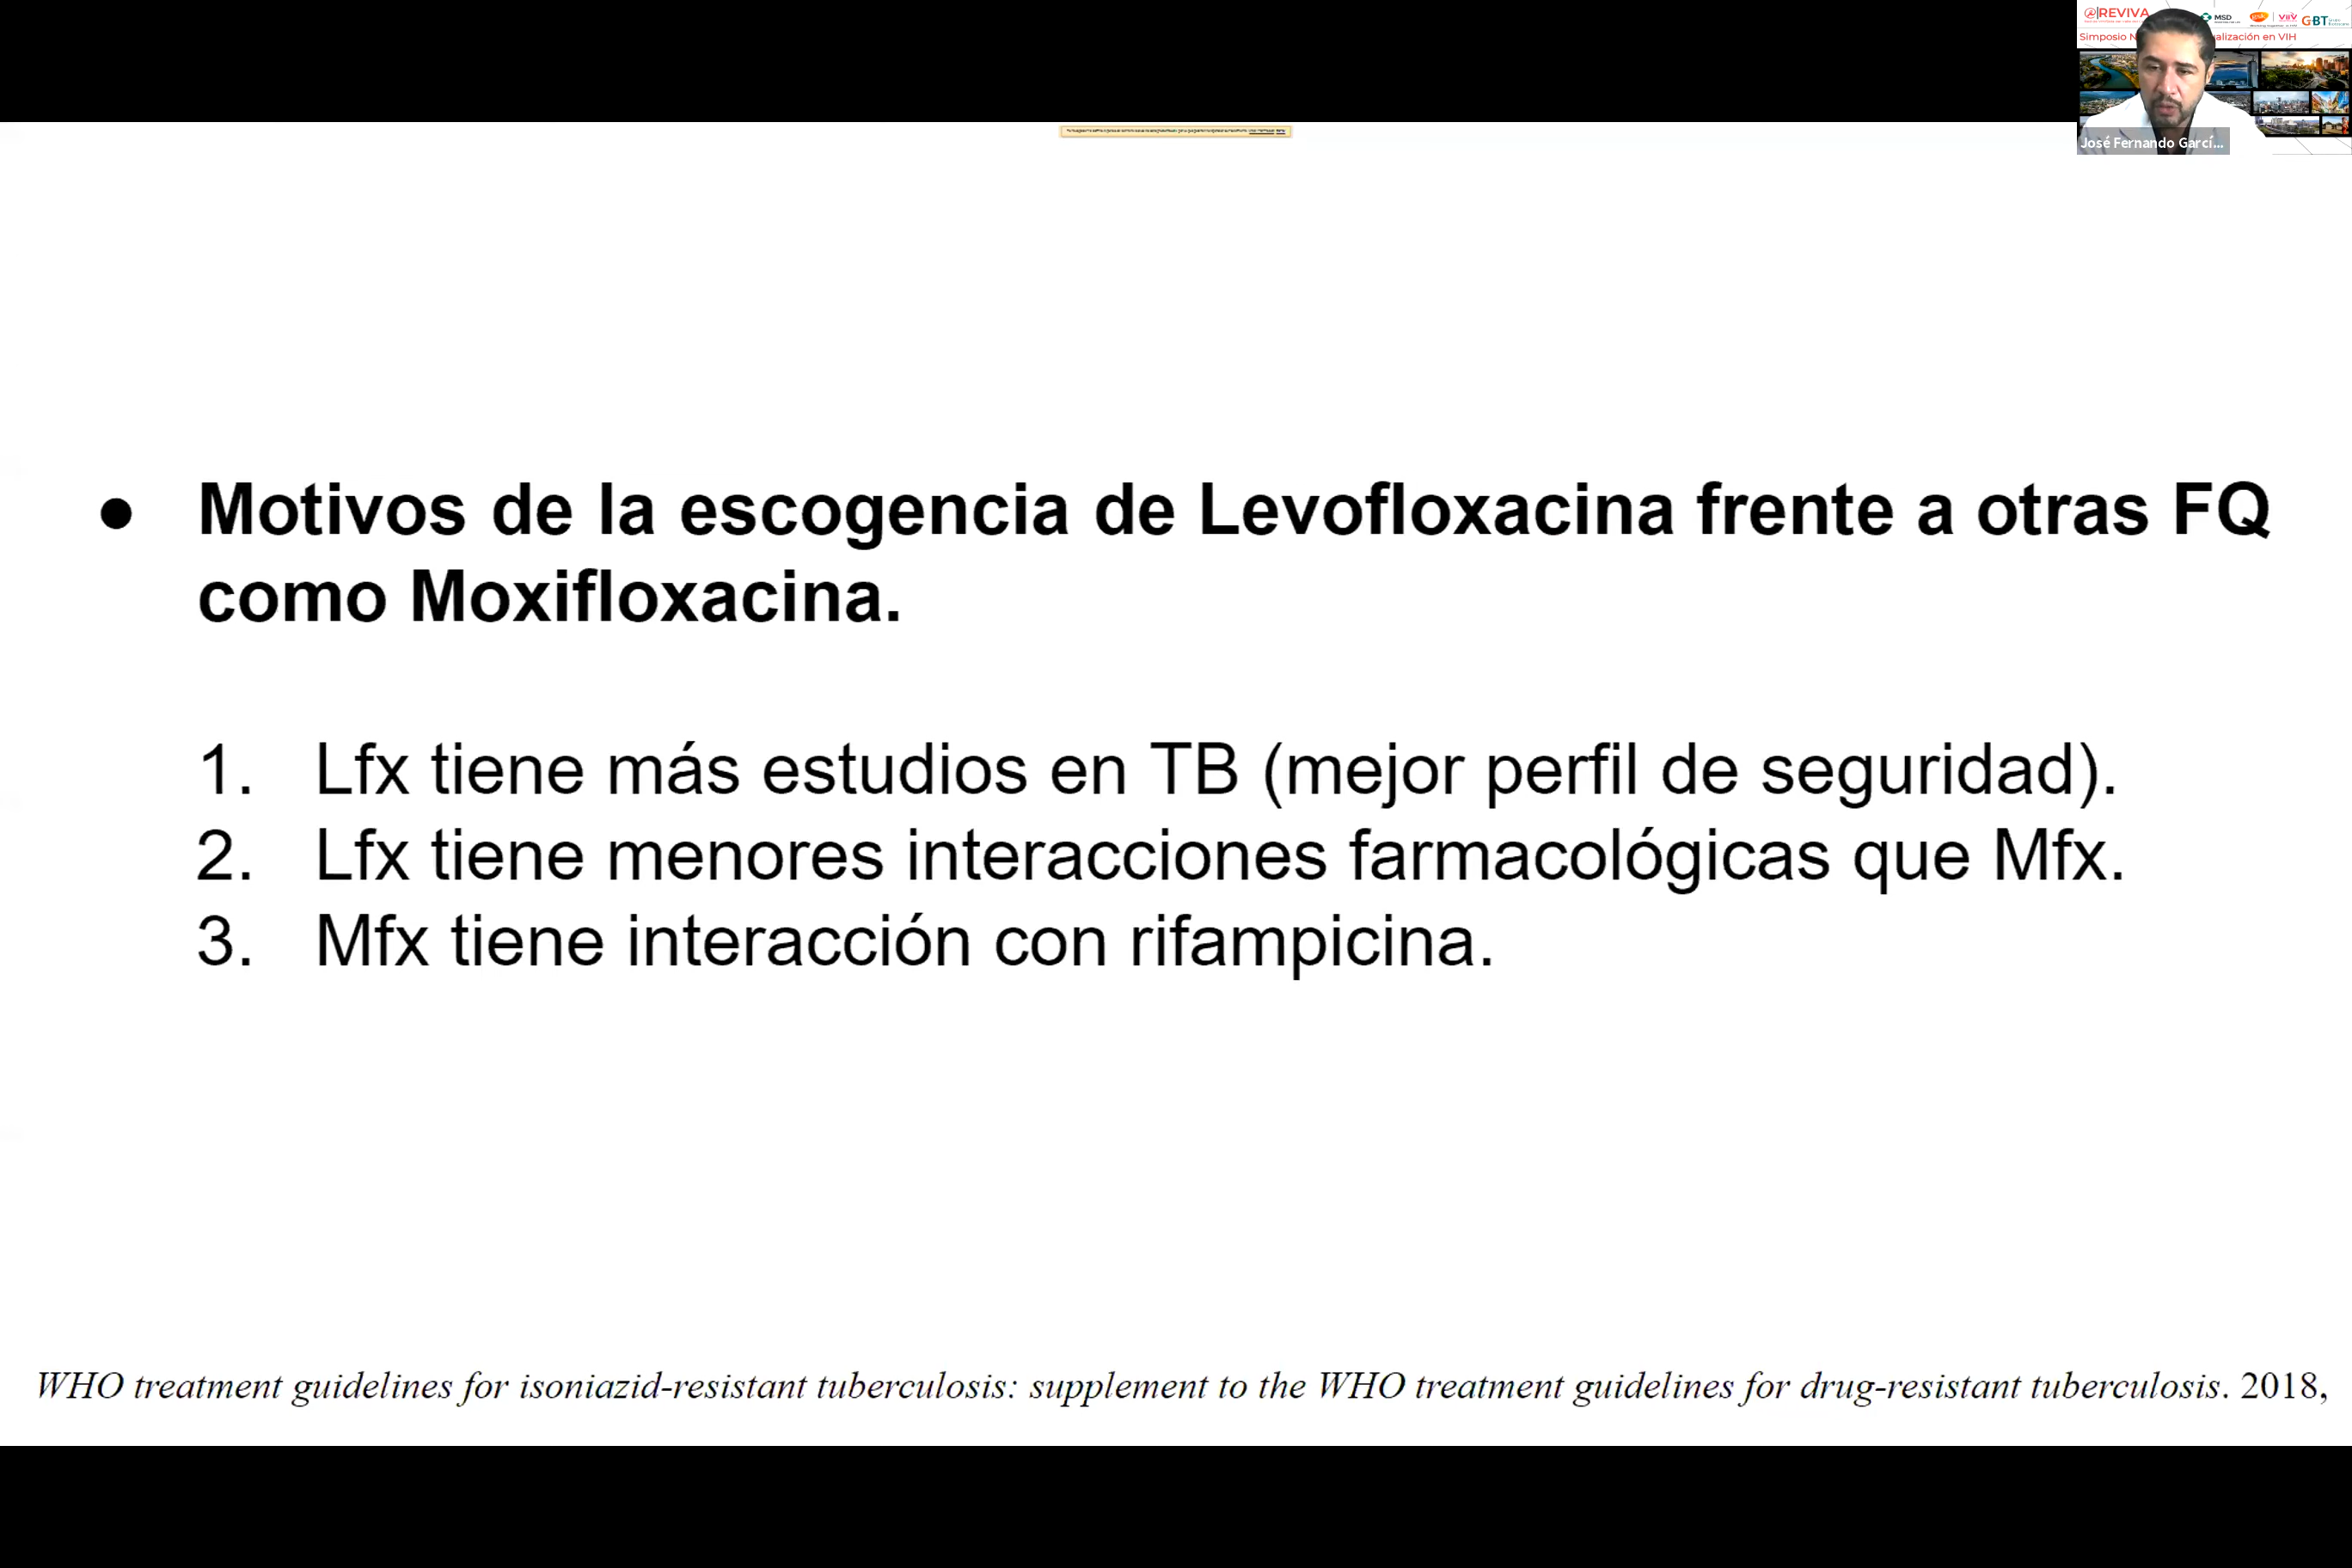 REVIVA
MSD
gsk
ViiV
G·BT
Simposio N
alización en VIH
José Fernando Garcí...
● Motivos de la escogencia de Levofloxacina frente a otras FQ
como Moxifloxacina.
1. Lfx tiene más estudios en TB (mejor perfil de seguridad).
2. Lfx tiene menores interacciones farmacológicas que Mfx.
3. Mfx tiene interacción con rifampicina.
WHO treatment guidelines for isoniazid-resistant tuberculosis: supplement to the WHO treatment guidelines for drug-resistant tuberculosis. 2018,